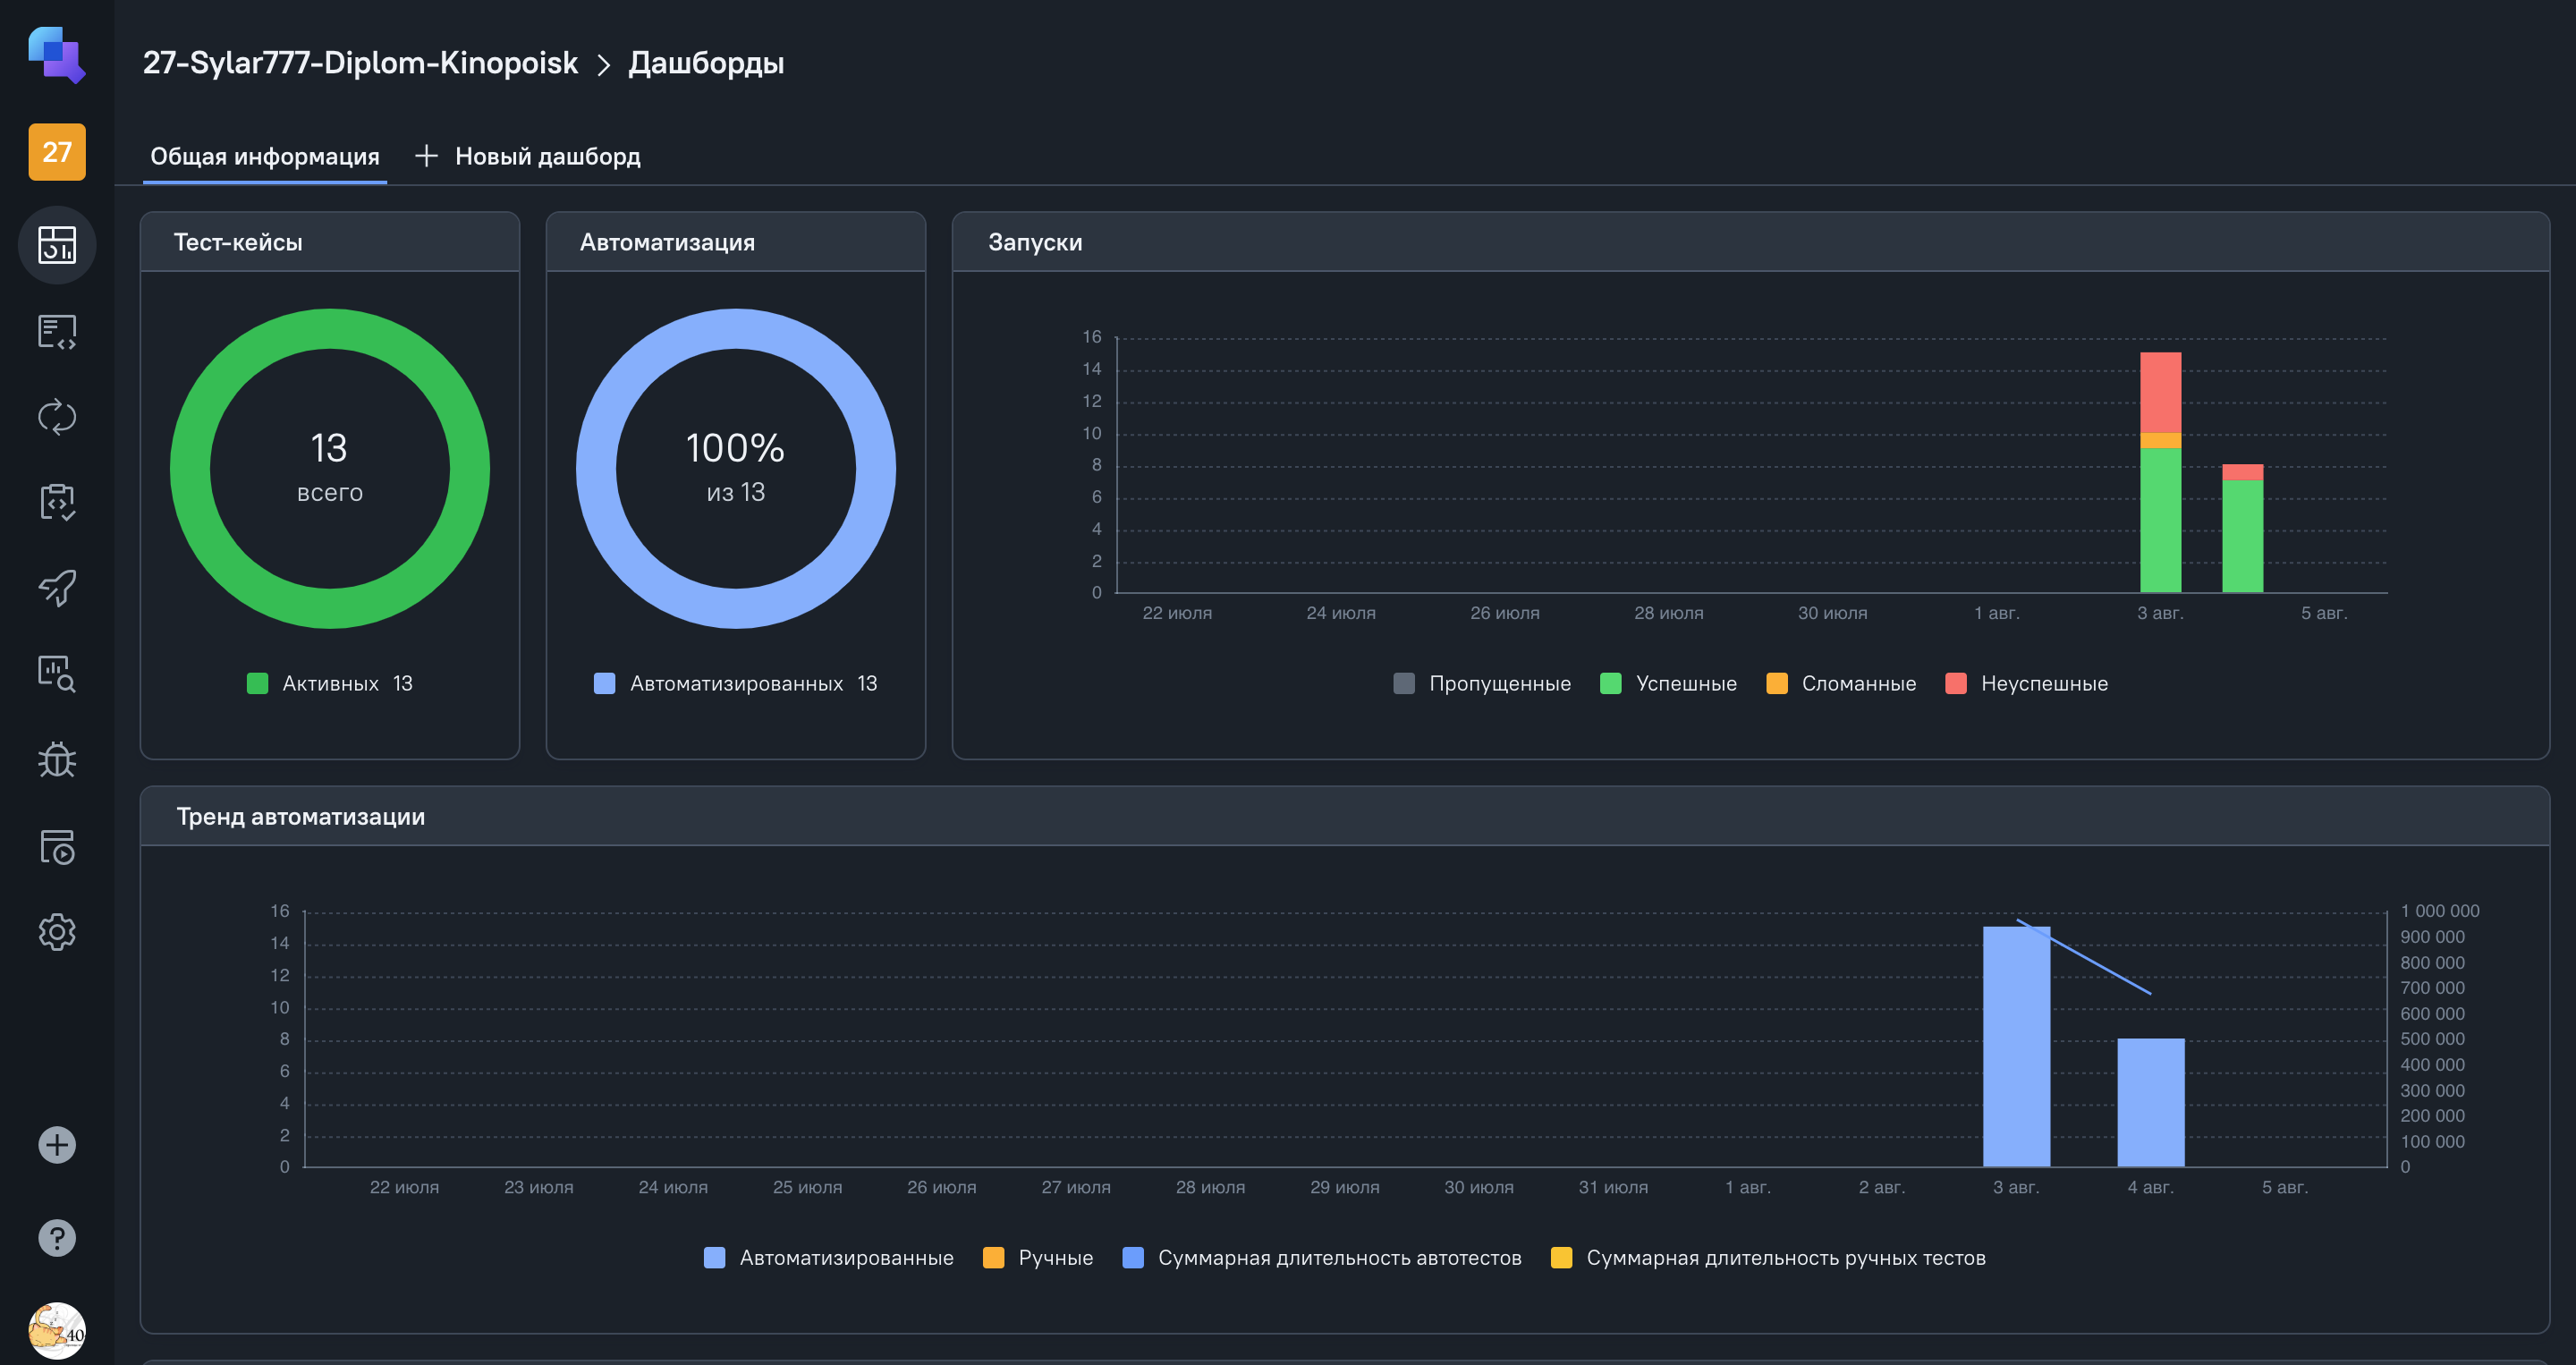 27-Sylar777-Diplom-Kinopoisk > Дашборды
27
Общая информация + Новый дашборд
Тест-кейсы
13
всего
Активных 13
Автоматизация
100%
из 13
Автоматизированных 13
Запуски
16
14
12
10
8
6
4
2
0
22 июля 24 июля 26 июля 28 июля 30 июля 1 авг. 3 авг. 5 авг.
Пропущенные Успешные Сломанные Неуспешные
Тренд автоматизации
16
14
12
10
8
6
4
2
0
1 000 000
900 000
800 000
700 000
600 000
500 000
400 000
300 000
200 000
100 000
0
22 июля 23 июля 24 июля 25 июля 26 июля 27 июля 28 июля 29 июля 30 июля 31 июля 1 авг. 2 авг. 3 авг. 4 авг. 5 авг.
Автоматизированные Ручные Суммарная длительность автотестов Суммарная длительность ручных тестов
?
40